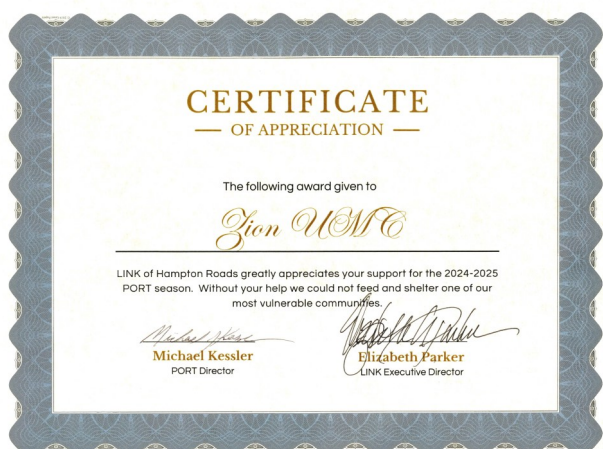 CERTIFICATE
OF APPRECIATION
The following award given to
Zion UMC
LINK of Hampton Roads greatly appreciates your support for the 2024-2025
PORT season. Without your help we could not feed and shelter one of our
most vulnerable communities.
Michael Kessler
Elizabeth Parker
PORT Director
LINK Executive Director